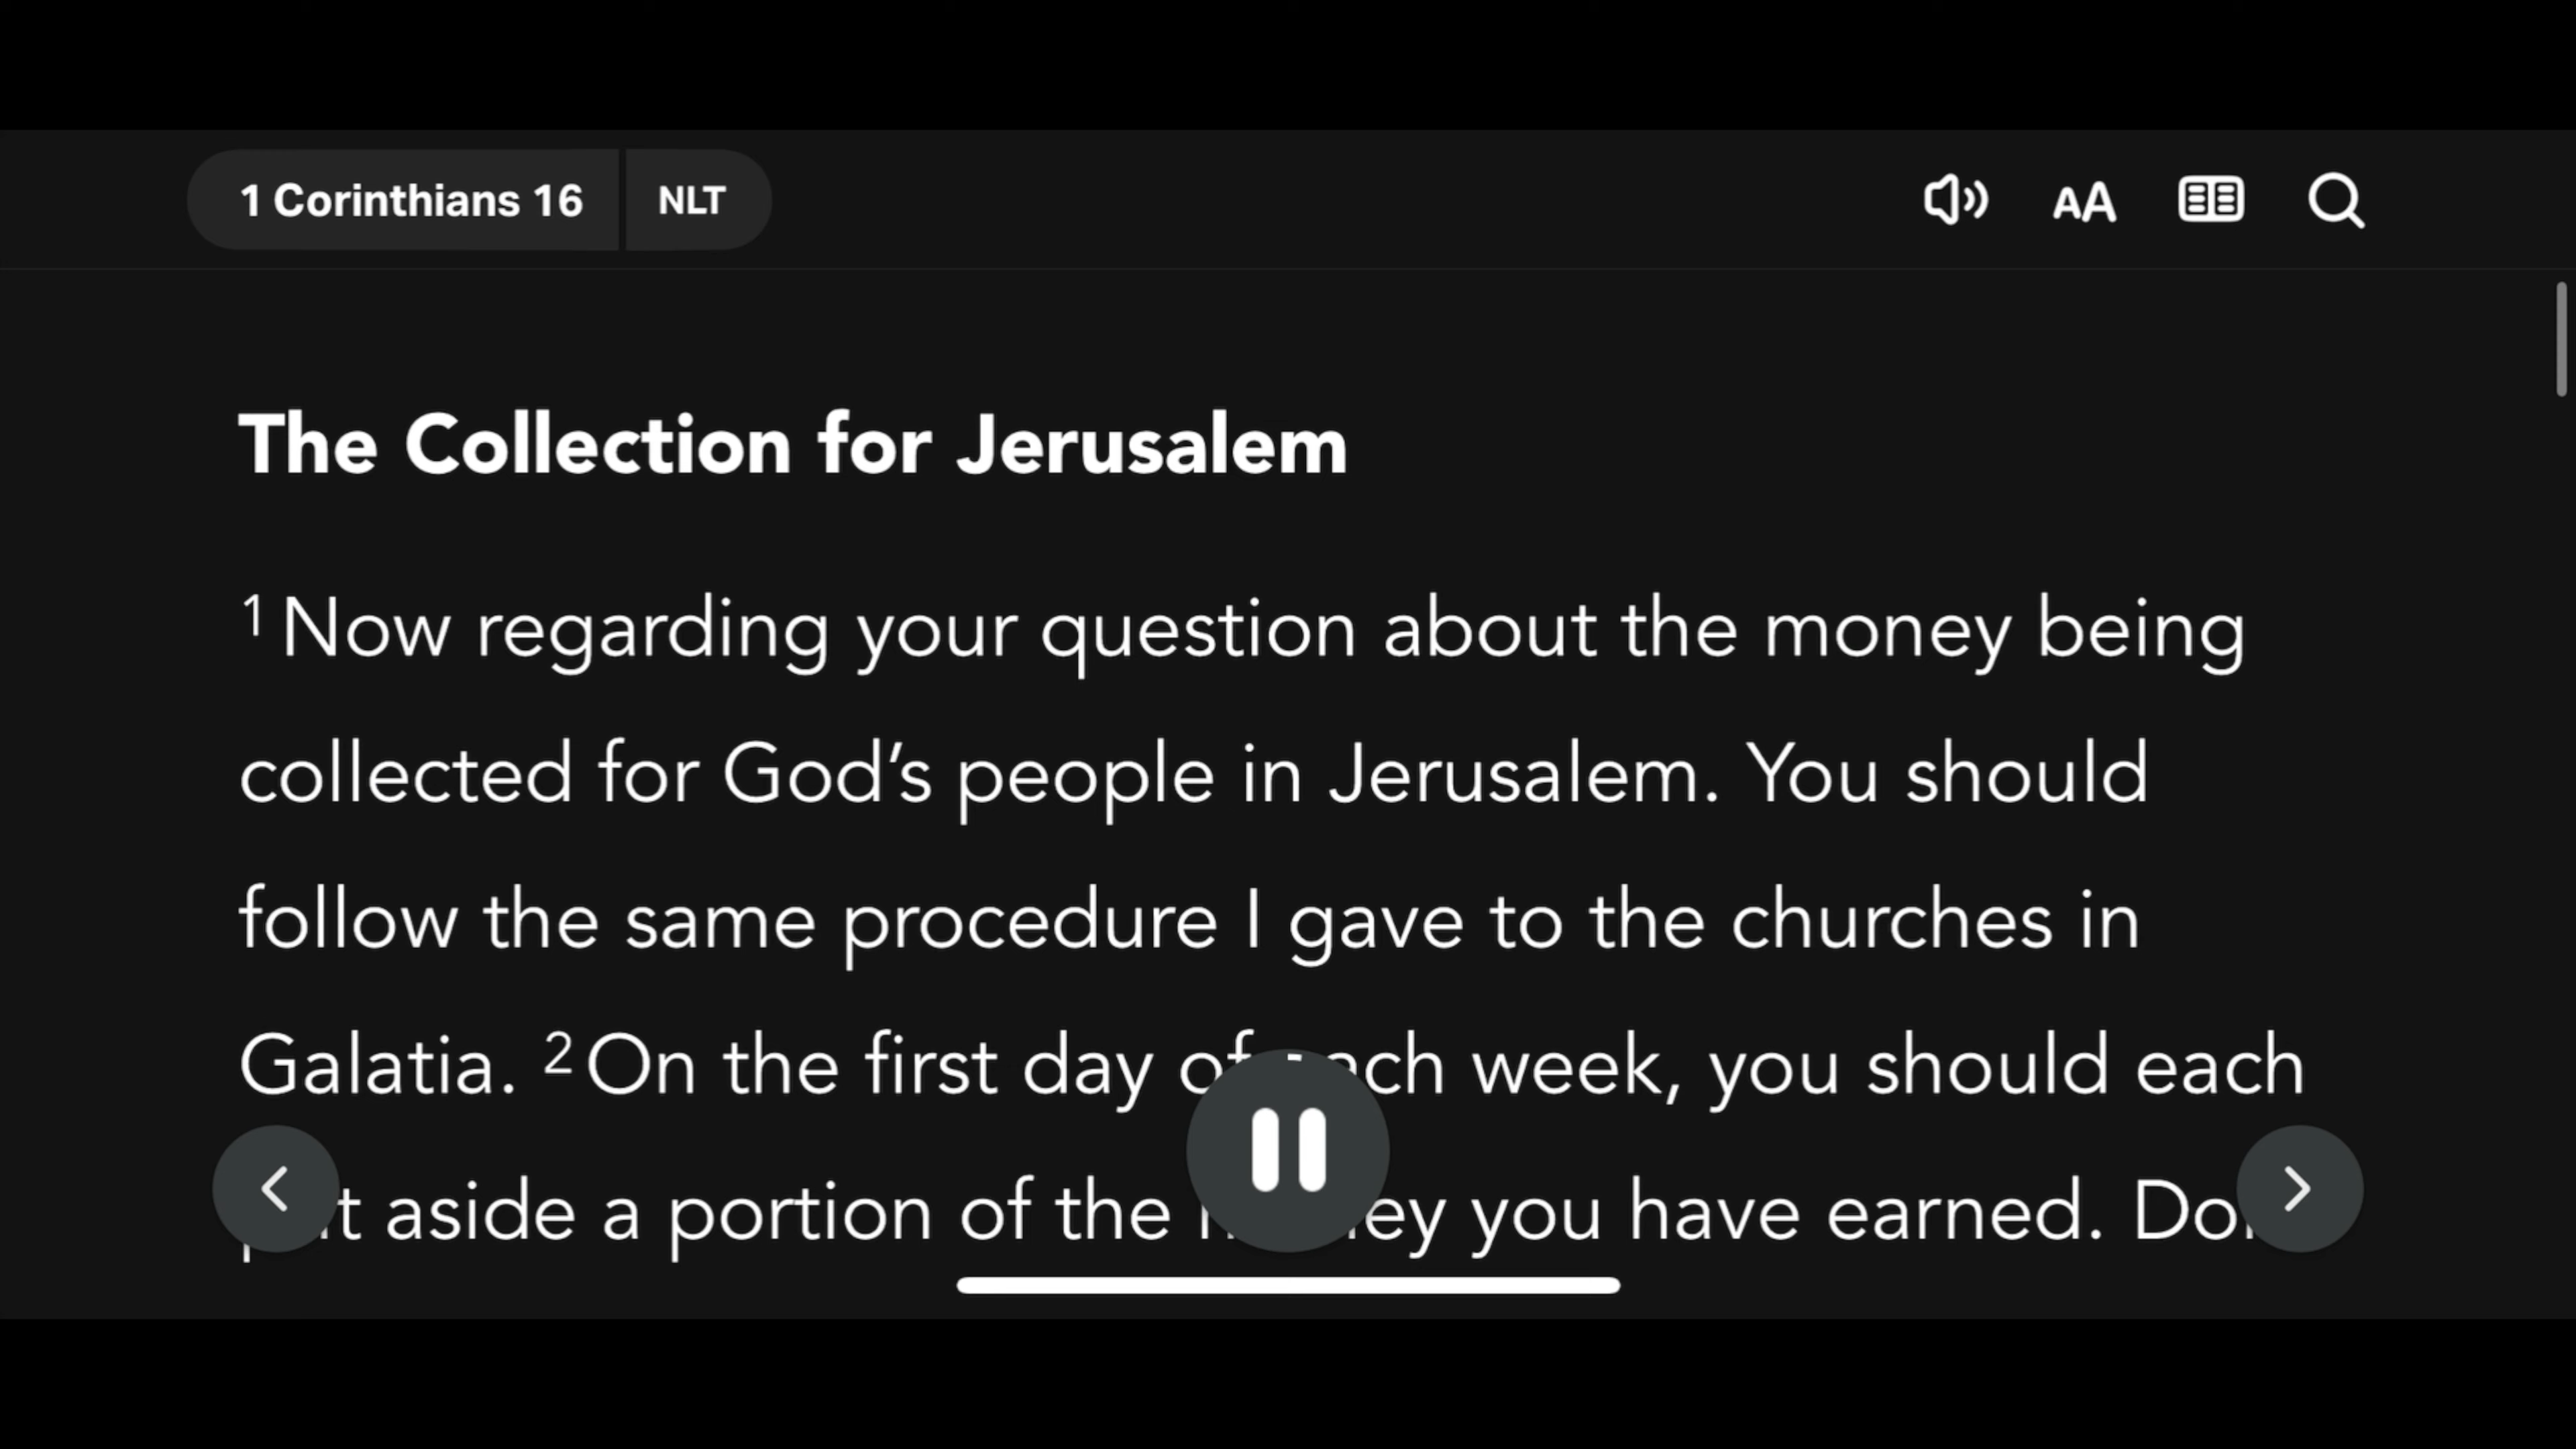 1 Corinthians 16 NLT AA
The Collection for Jerusalem
1 Now regarding your question about the money being
collected for God’s people in Jerusalem. You should
follow the same procedure I gave to the churches in
Galatia. 2 On the first day of each week, you should each
aside a portion of the you have earned.